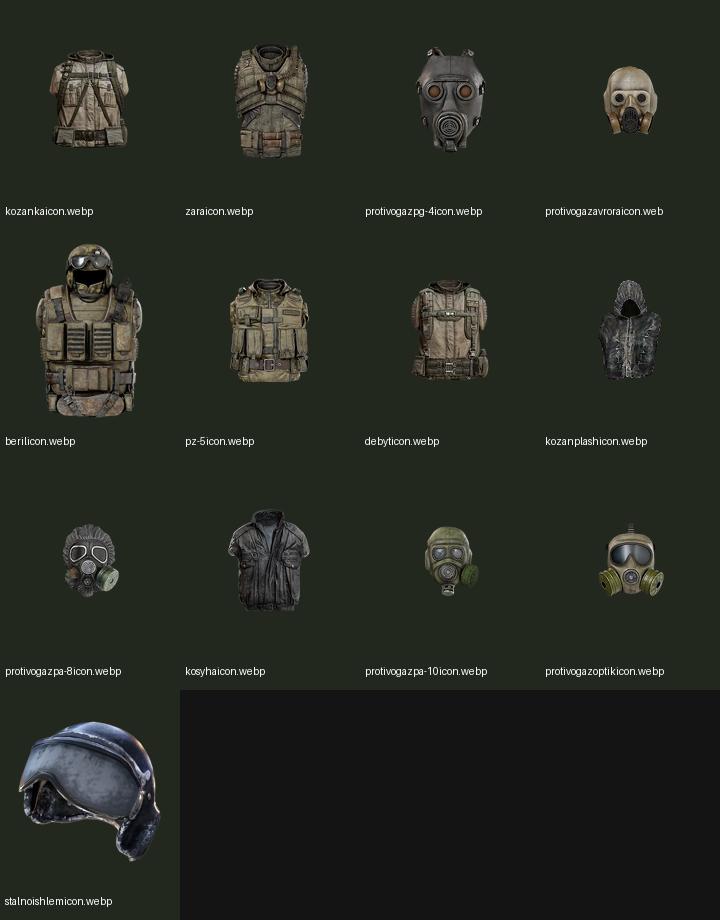 kozankaicon.webp
zaraicon.webp
protivogazpg-4icon.webp
protivogazavroraicon.web
berilicon.webp
pz-5icon.webp
debyticon.webp
kozanplashicon.webp
protivogazpa-8icon.webp
kosyhaicon.webp
protivogazpa-10icon.webp
protivogazoptikicon.webp
stalnoishlemicon.webp